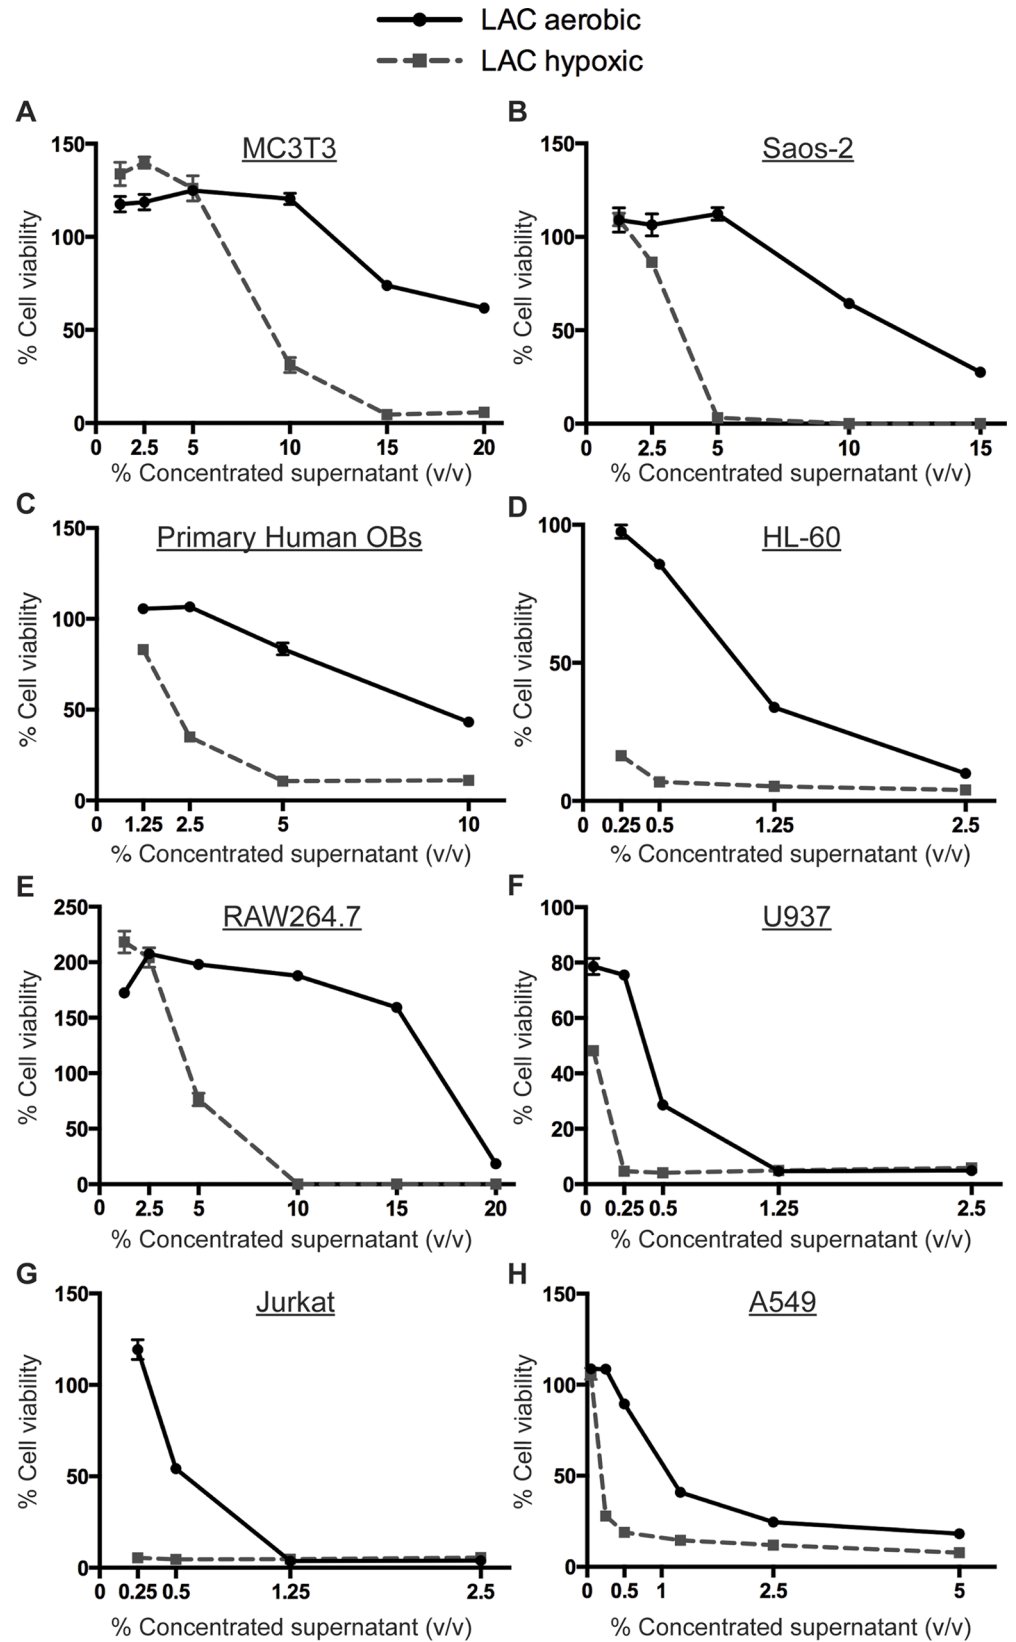 LAC aerobic
LAC hypoxic
A
MC3T3
150
100
50
0
% Cell viability
0 2.5 5 10 15 20
% Concentrated supernatant (v/v)
B
Saos-2
150
100
50
0
% Cell viability
0 2.5 5 10 15
% Concentrated supernatant (v/v)
C
Primary Human OBs
150
100
50
0
% Cell viability
0 1.25 2.5 5 10
% Concentrated supernatant (v/v)
D
HL-60
100
50
0
% Cell viability
0 0.25 0.5 1.25 2.5
% Concentrated supernatant (v/v)
E
RAW264.7
250
200
150
100
50
0
% Cell viability
0 2.5 5 10 15 20
% Concentrated supernatant (v/v)
F
U937
100
80
60
40
20
0
% Cell viability
0 0.25 0.5 1.25 2.5
% Concentrated supernatant (v/v)
G
Jurkat
150
100
50
0
% Cell viability
0 0.25 0.5 1.25 2.5
% Concentrated supernatant (v/v)
H
A549
150
100
50
0
% Cell viability
0 0.5 1 2.5 5
% Concentrated supernatant (v/v)